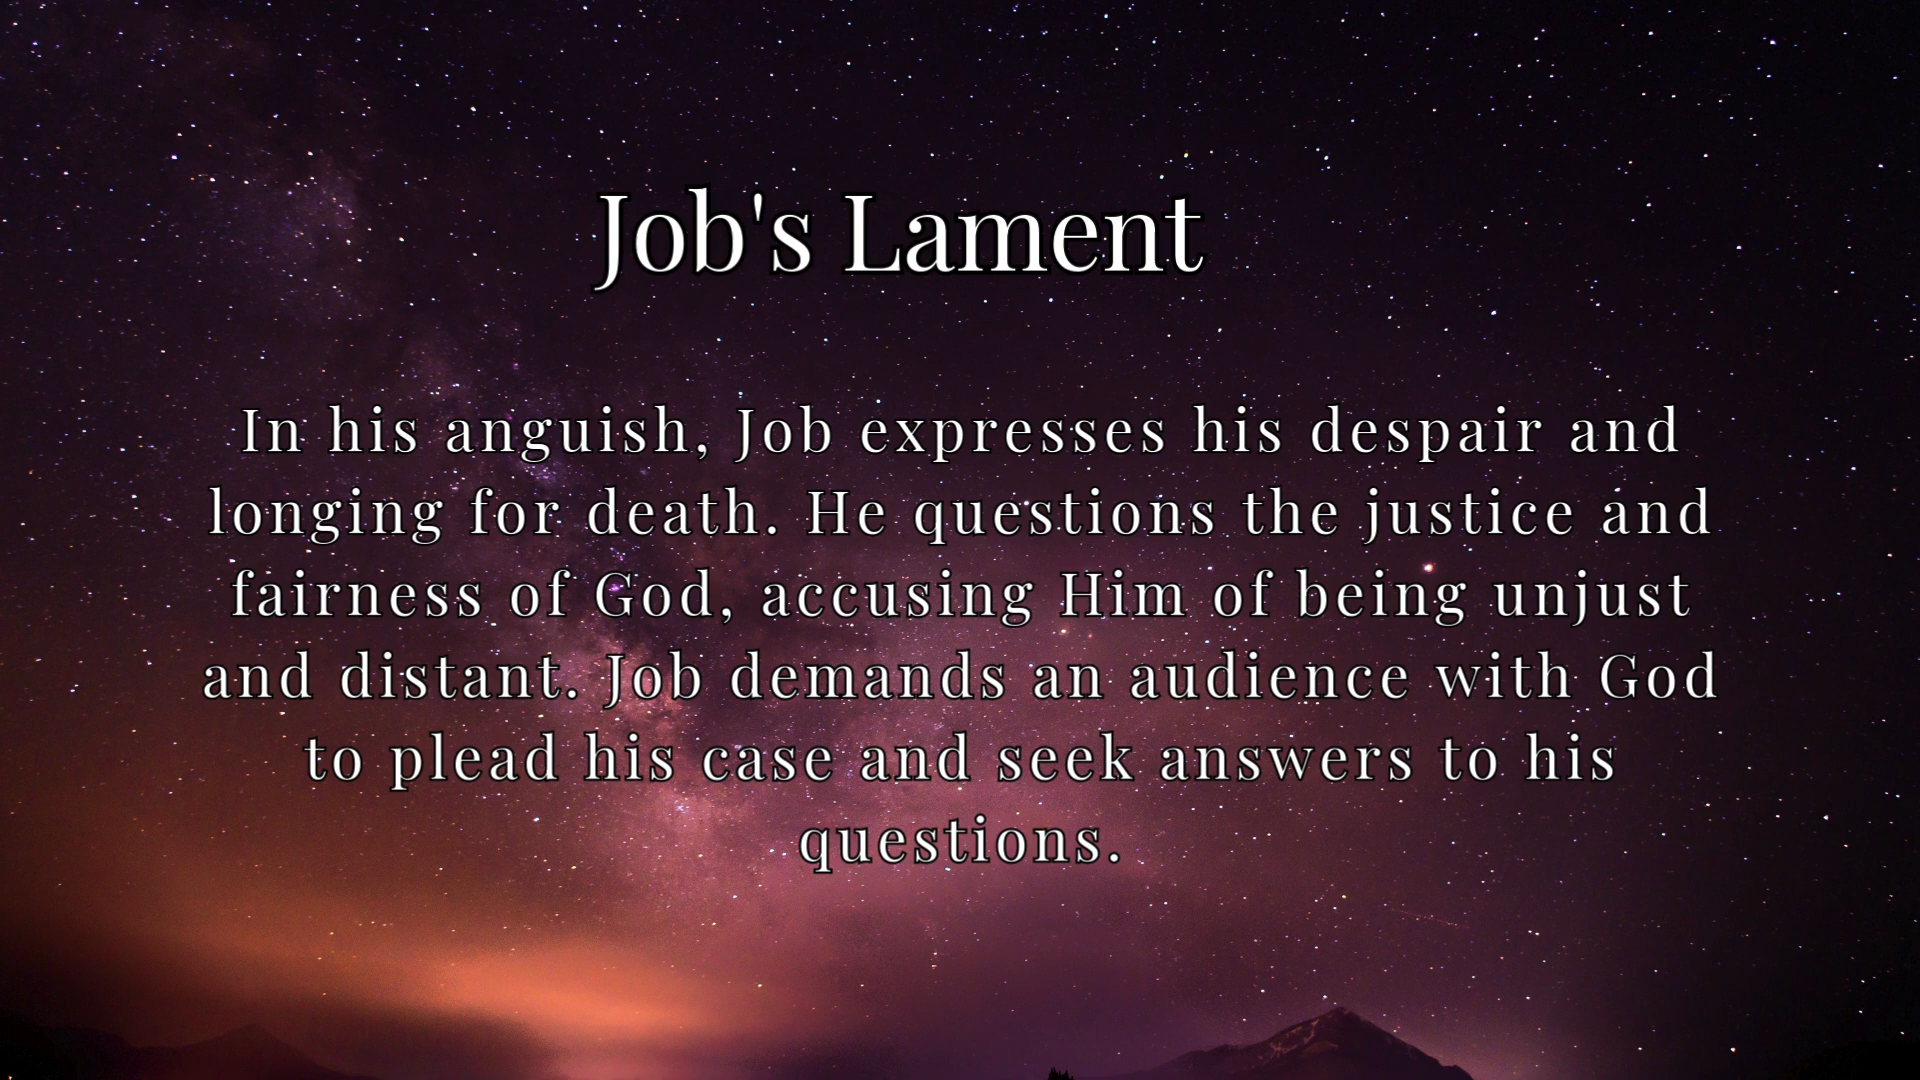 Job's Lament
In his anguish, Job expresses his despair and
longing for death. He questions the justice and
fairness of God, accusing Him of being unjust
and distant. Job demands an audience with God
to plead his case and seek answers to his
questions.